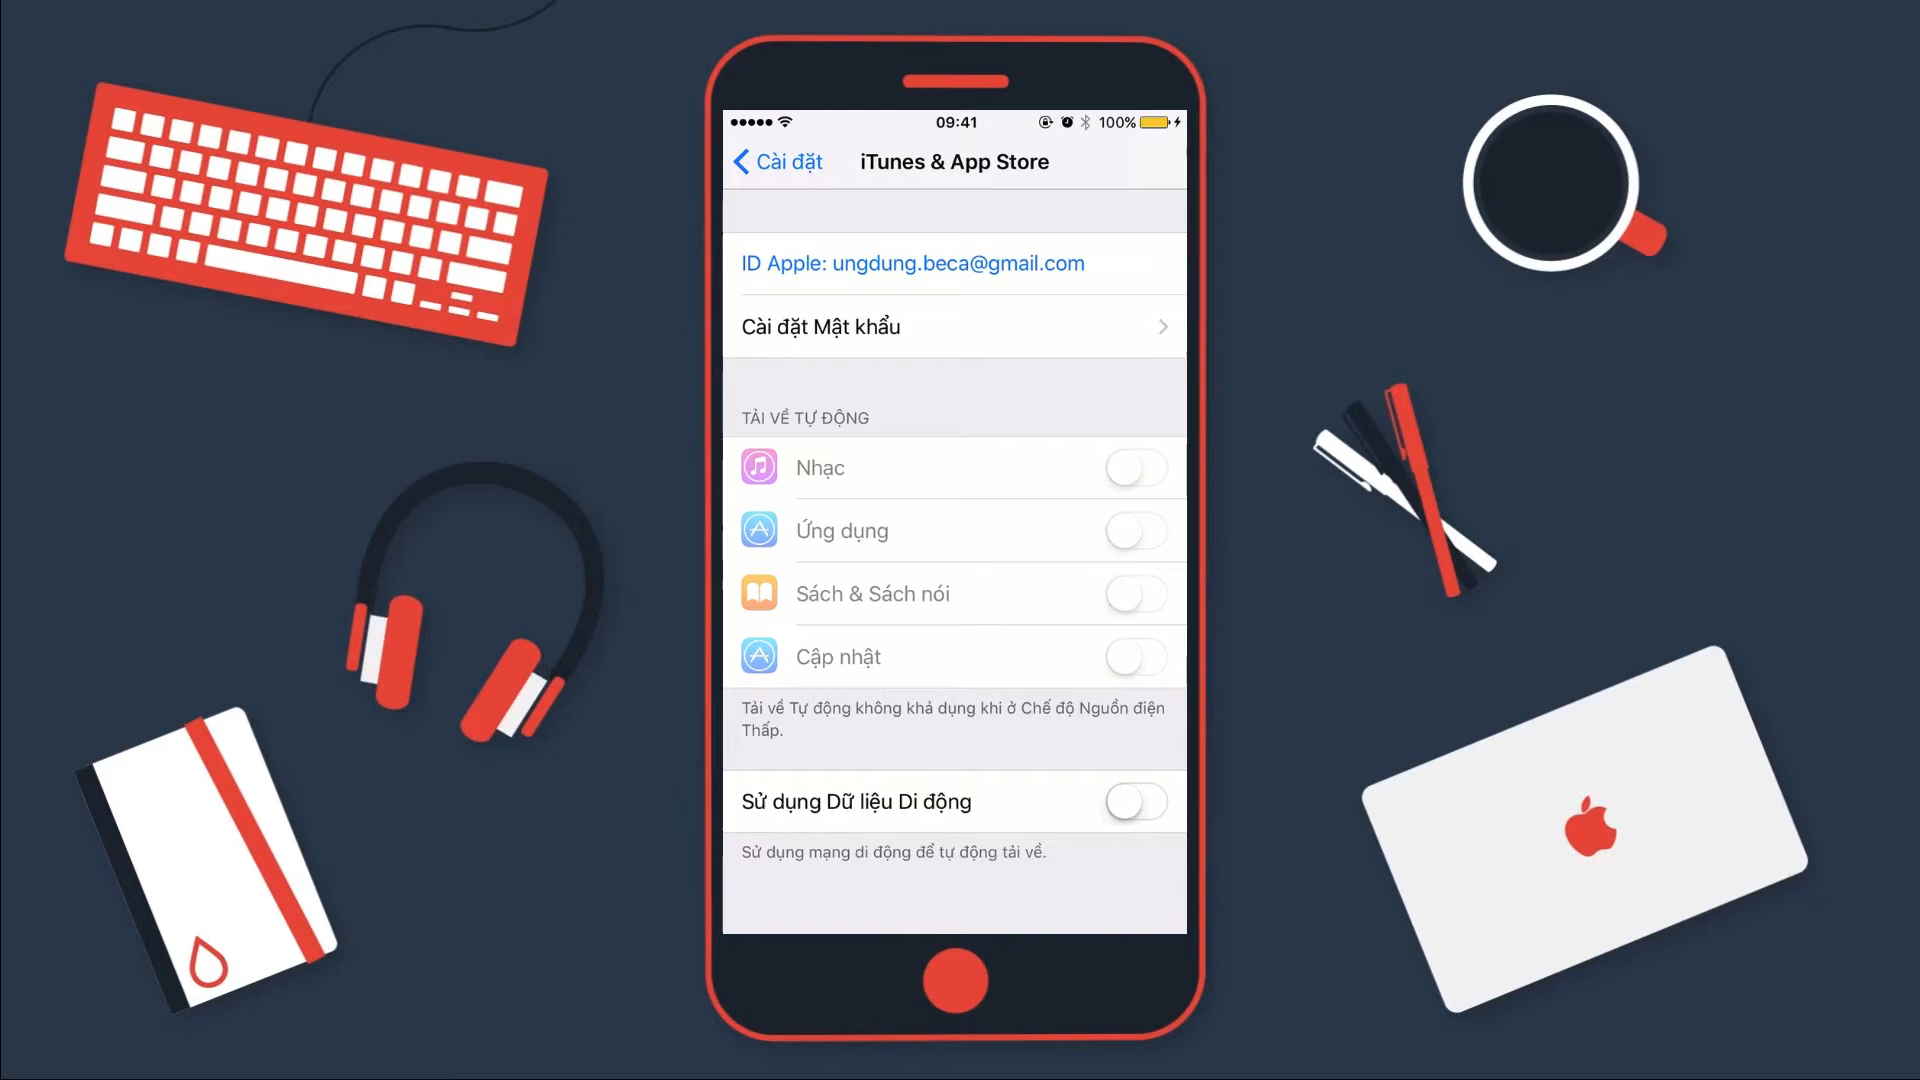 09:41 100%
Cài đặt iTunes & App Store
ID Apple: ungdung.beca@gmail.com
Cài đặt Mật khẩu
TẢI VỀ TỰ ĐỘNG
Nhạc
Ứng dụng
Sách & Sách nói
Cập nhật
Tải về Tự động không khả dụng khi ở Chế độ Nguồn điện
Thấp.
Sử dụng Dữ liệu Di động
Sử dụng mạng di động để tự động tải về.